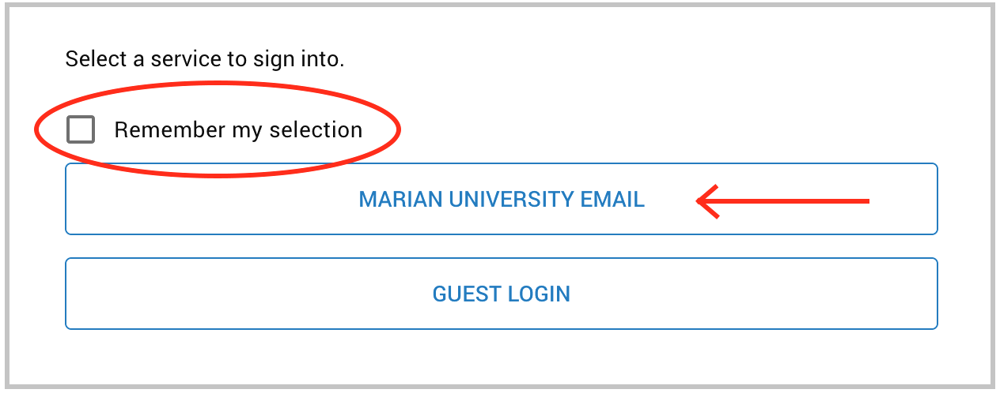 Select a service to sign into.
Remember my selection
MARIAN UNIVERSITY EMAIL
GUEST LOGIN